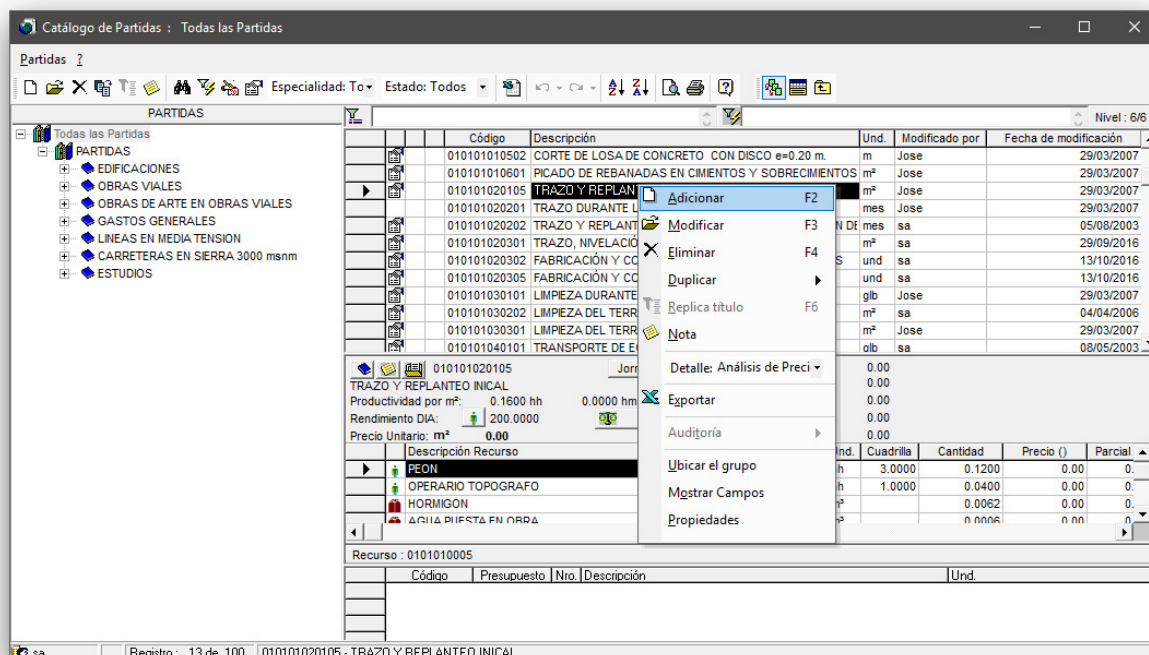 Catálogo de Partidas : Todas las Partidas
Partidas ?
Especialidad: To Estado: Todos
PARTIDAS
Nivel : 6/6
Todas las Partidas
PARTIDAS
EDIFICACIONES
OBRAS VIALES
OBRAS DE ARTE EN OBRAS VIALES
GASTOS GENERALES
LINEAS EN MEDIA TENSION
CARRETERAS EN SIERRA 3000 msnm
ESTUDIOS
Código Descripción Und. Modificado por Fecha de modificación
010101010502 CORTE DE LOSA DE CONCRETO CON DISCO e=0.20 m. m Jose 29/03/2007
010101010601 PICADO DE REBANADAS EN CIMIENTOS Y SOBRECIMIENTOS m² Jose 29/03/2007
010101020105 TRAZO Y REPLAN m² Jose 29/03/2007
010101020201 TRAZO DURANTE L mes Jose 29/03/2007
010101020202 TRAZO Y REPLANT N DE mes sa 05/08/2003
010101020301 TRAZO, NIVELACIÓ m² sa 29/09/2016
010101020302 FABRICACIÓN Y CO S und sa 13/10/2016
010101020305 FABRICACIÓN Y CO und sa 13/10/2016
010101030101 LIMPIEZA DURANTE glb Jose 29/03/2007
010101030202 LIMPIEZA DEL TERR m² sa 04/04/2006
010101030301 LIMPIEZA DEL TERR m² Jose 29/03/2007
010101040101 TRANSPORTE DE E glb sa 08/05/2003
Adicionar F2
Modificar F3
Eliminar F4
Duplicar
Replica título F6
Nota
Detalle: Análisis de Preci
Exportar
Auditoría
Ubicar el grupo
Mostrar Campos
Propiedades
010101020105 Jor 0.00
TRAZO Y REPLANTEO INICAL 0.00
Productividad por m²: 0.1600 hh 0.0000 hm 0.00
Rendimiento DIA: 200.0000 0.00
Precio Unitario: m² 0.00 0.00
Descripción Recurso Ind. Cuadrilla Cantidad Precio () Parcial
PEON h 3.0000 0.1200 0.00 0.
OPERARIO TOPOGRAFO h 1.0000 0.0400 0.00 0.
HORMIGON 0.0062 0.00 0.
AGUA PUESTA EN OBRA 0.0006 0.00 0.
Recurso : 0101010005
Código Presupuesto Nro. Descripción Und.
sa Registro : 13 de 100 010101020105 - TRAZO Y REPLANTEO INICAL